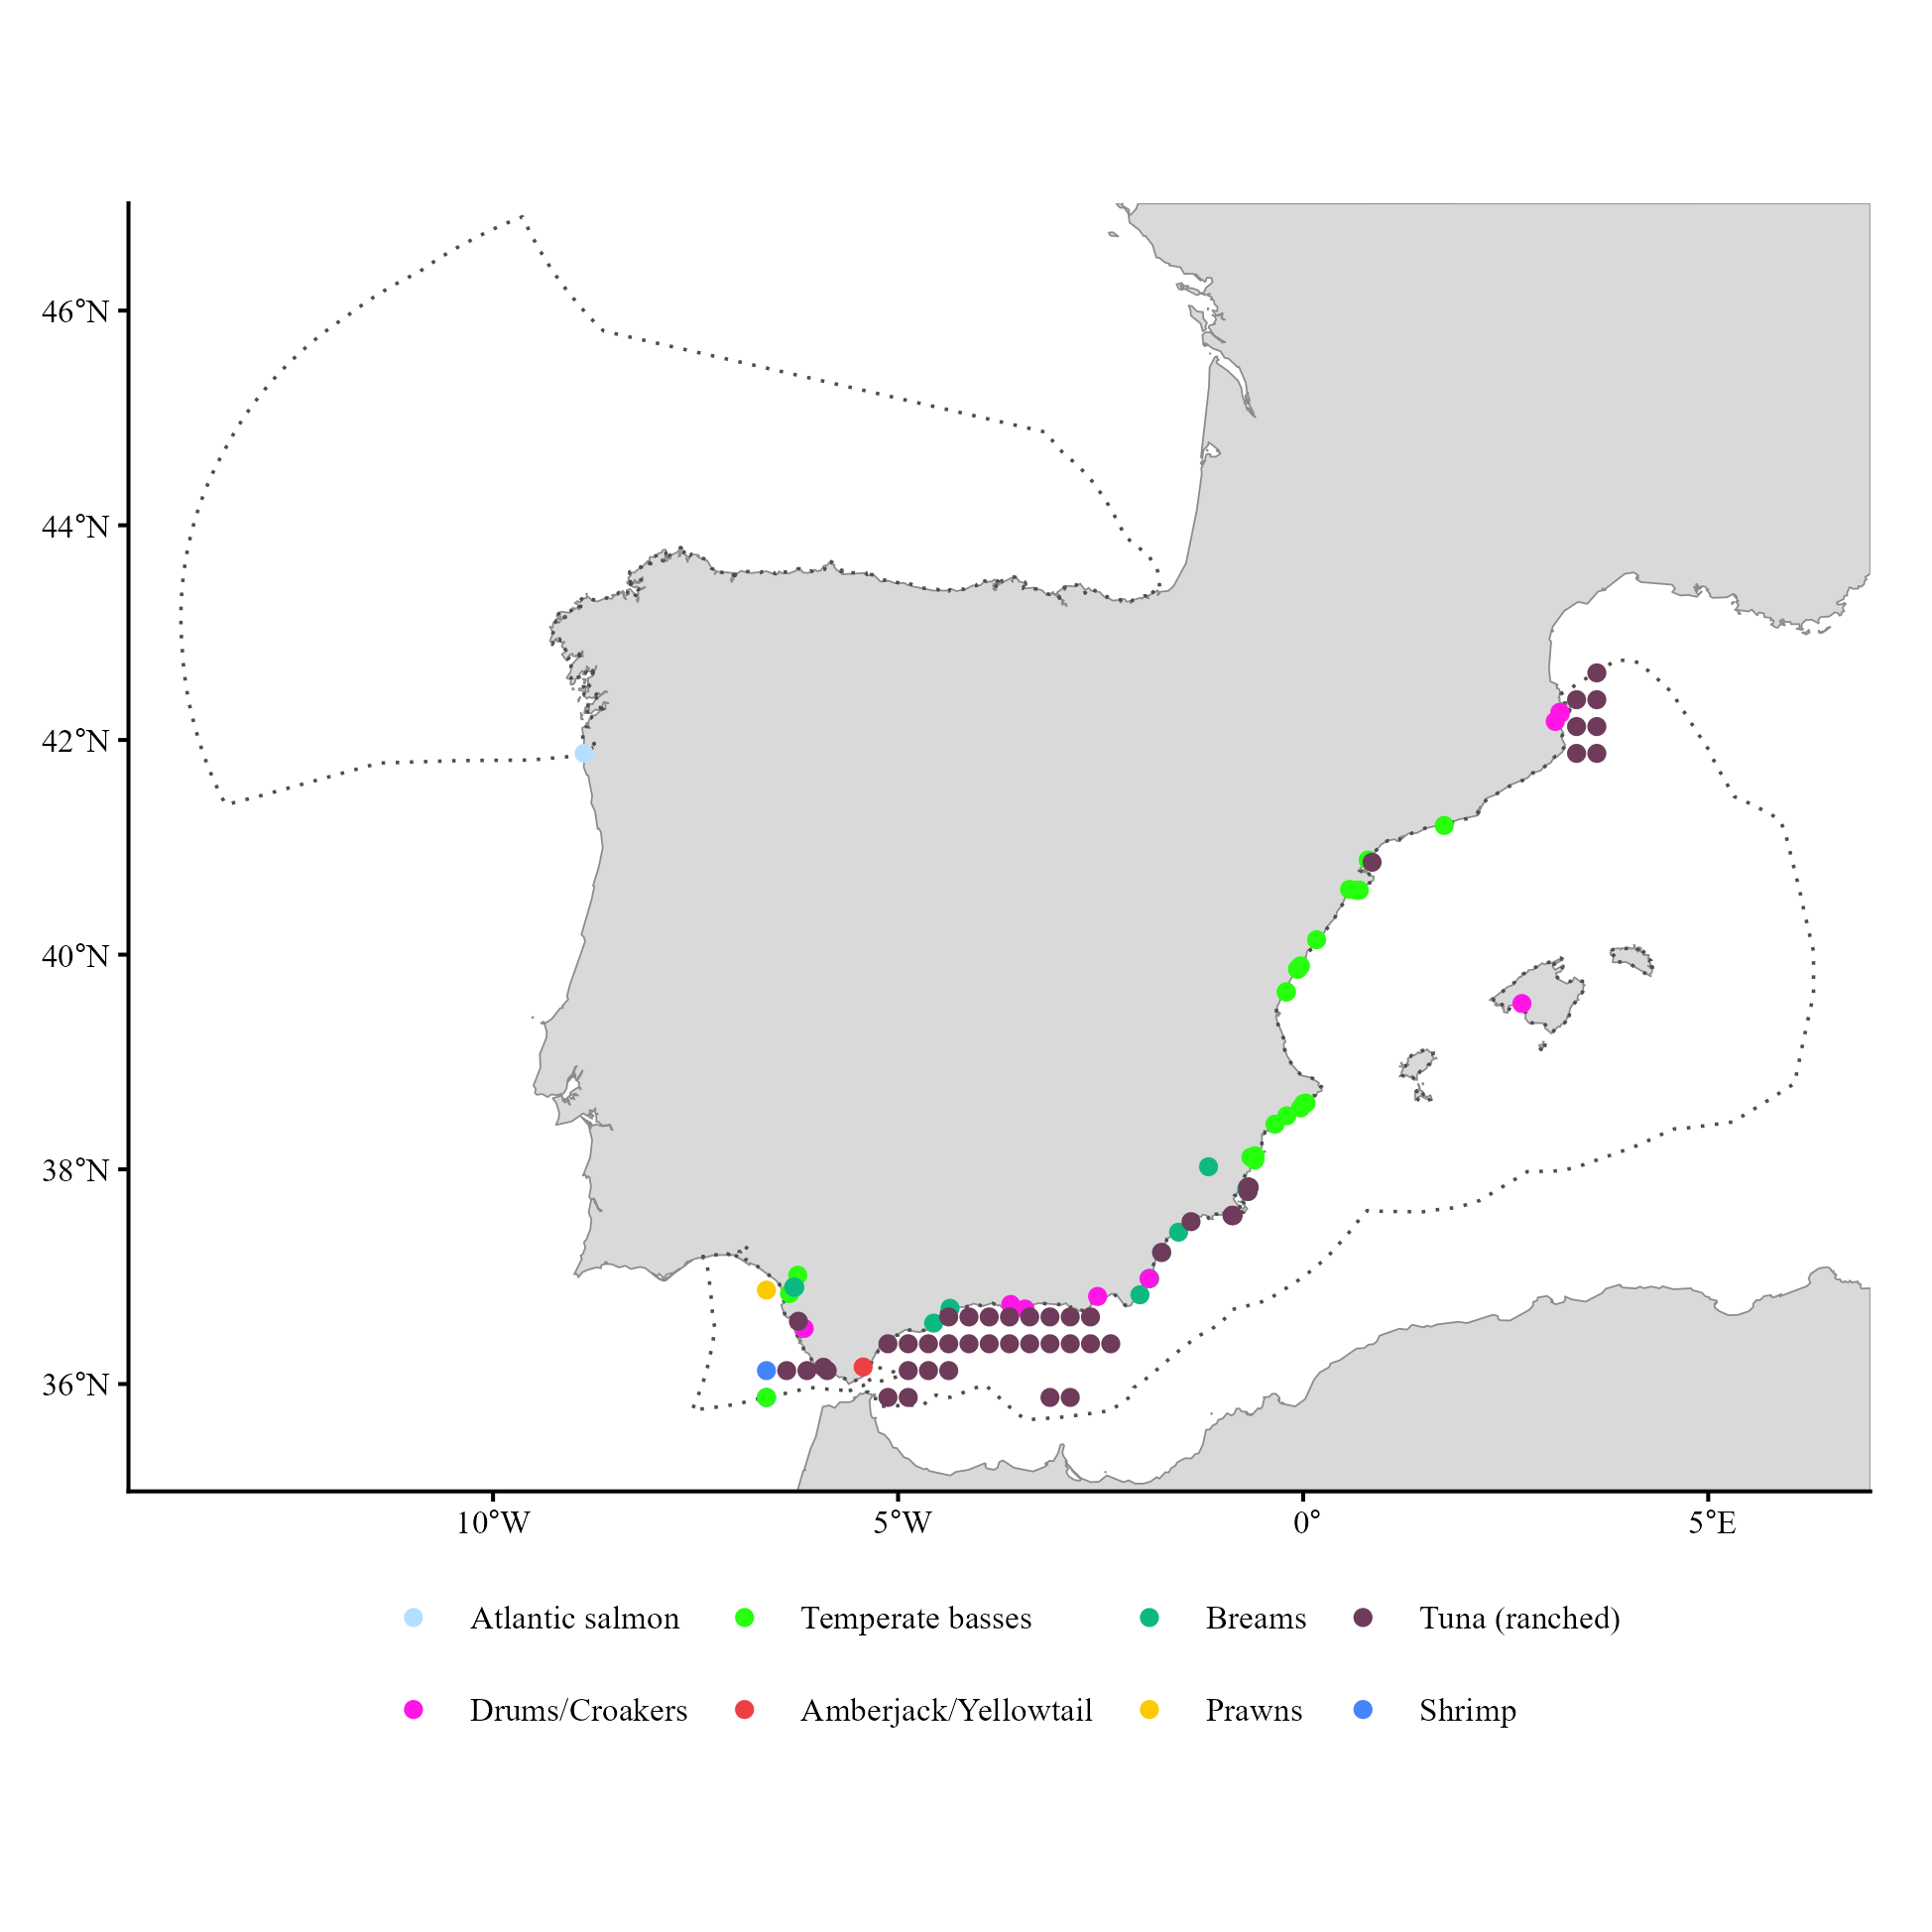 46°N
44°N
42°N
40°N
38°N
36°N
10°W 5°W 0° 5°E
Atlantic salmon Temperate basses Breams Tuna (ranched)
Drums/Croakers Amberjack/Yellowtail Prawns Shrimp